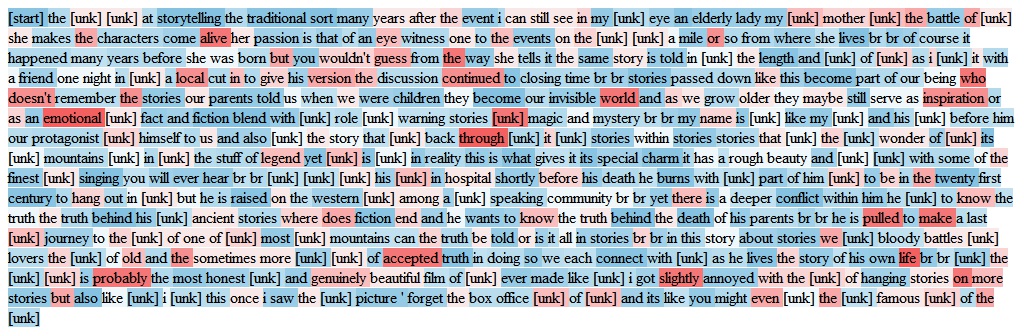 [start] the [unk] [unk] at storytelling the traditional sort many years after the event i can still see in my [unk] eye an elderly lady my [unk] mother [unk] the battle of [unk]
she makes the characters come alive her passion is that of an eye witness one to the events on the [unk] [unk] a mile or so from where she lives br br of course it
happened many years before she was born but you wouldn't guess from the way she tells it the same story is told in [unk] the length and [unk] of [unk] as i [unk] it with
a friend one night in [unk] a local cut in to give his version the discussion continued to closing time br br stories passed down like this become part of our being who
doesn't remember the stories our parents told us when we were children they become our invisible world and as we grow older they maybe still serve as inspiration or
as an emotional [unk] fact and fiction blend with [unk] role [unk] warning stories [unk] magic and mystery br br my name is [unk] like my [unk] and his [unk] before him
our protagonist [unk] himself to us and also [unk] the story that [unk] back through [unk] it [unk] stories within stories stories that [unk] the [unk] wonder of [unk] its
[unk] mountains [unk] in [unk] the stuff of legend yet [unk] is [unk] in reality this is what gives it its special charm it has a rough beauty and [unk] [unk] with some of the
finest [unk] singing you will ever hear br br [unk] [unk] [unk] his [unk] in hospital shortly before his death he burns with [unk] part of him [unk] to be in the twenty first
century to hang out in [unk] but he is raised on the western [unk] among a [unk] speaking community br br yet there is a deeper conflict within him he [unk] to know the
truth the truth behind his [unk] ancient stories where does fiction end and he wants to know the truth behind the death of his parents br br he is pulled to make a last
[unk] journey to the [unk] of one of [unk] most [unk] mountains can the truth be told or is it all in stories br br in this story about stories we [unk] bloody battles [unk]
lovers the [unk] of old and the sometimes more [unk] [unk] of accepted truth in doing so we each connect with [unk] as he lives the story of his own life br br [unk] the
[unk] [unk] is probably the most honest [unk] and genuinely beautiful film of [unk] ever made like [unk] i got slightly annoyed with the [unk] of hanging stories on more
stories but also like [unk] i [unk] this once i saw the [unk] picture ' forget the box office [unk] of [unk] and its like you might even [unk] the [unk] famous [unk] of the
[unk]